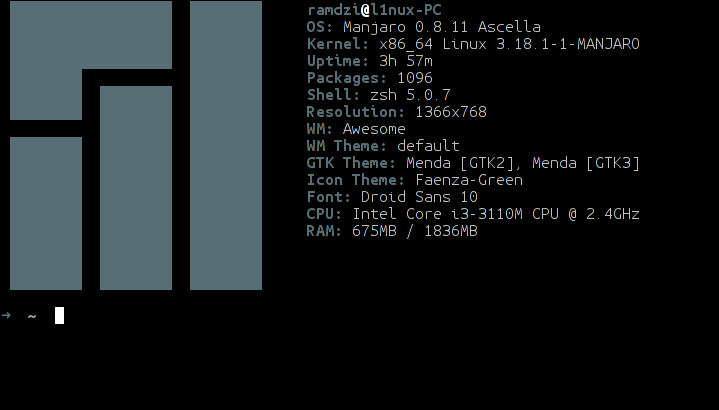 ramdzi@l1nux-PC
OS: Manjaro 0.8.11 Ascella
Kernel: x86_64 Linux 3.18.1-1-MANJARO
Uptime: 3h 57m
Packages: 1096
Shell: zsh 5.0.7
Resolution: 1366x768
WM: Awesome
WM Theme: default
GTK Theme: Menda [GTK2], Menda [GTK3]
Icon Theme: Faenza-Green
Font: Droid Sans 10
CPU: Intel Core i3-3110M CPU @ 2.4GHz
RAM: 675MB / 1836MB
➜ ~